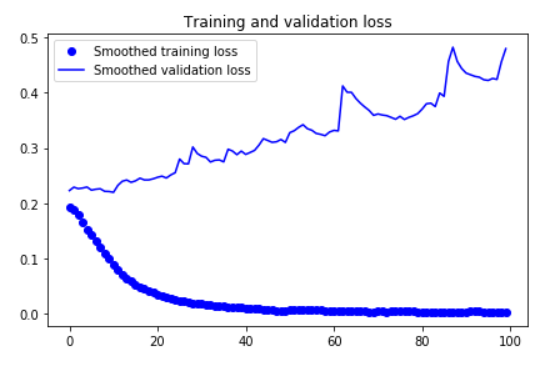 Training and validation loss
Smoothed training loss
Smoothed validation loss
0.5
0.4
0.3
0.2
0.1
0.0
0 20 40 60 80 100